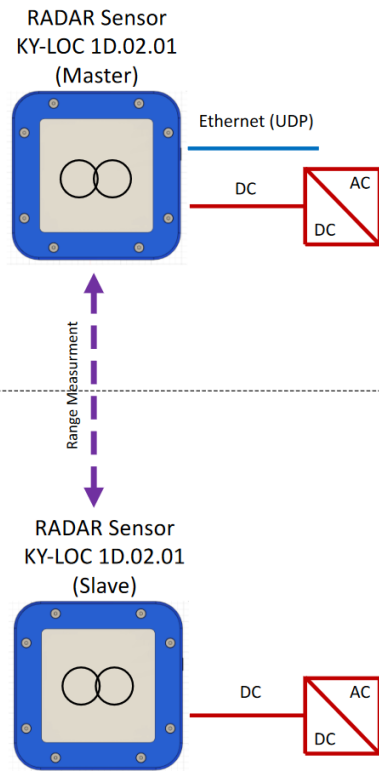 RADAR Sensor
KY-LOC 1D.02.01
(Master)
Ethernet (UDP)
DC
AC
DC
Range Measurment
RADAR Sensor
KY-LOC 1D.02.01
(Slave)
DC
AC
DC